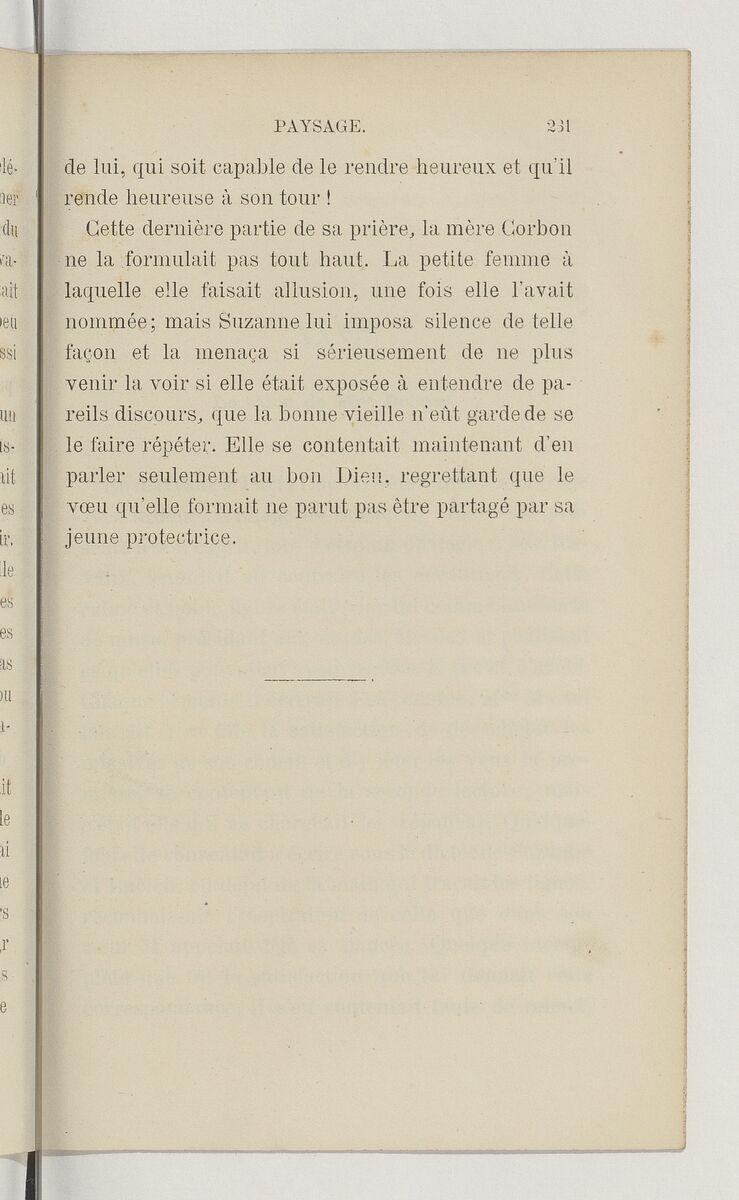 PAYSAGE. 231
de lui, qui soit capable de le rendre heureux et qu'il
rende heureuse à son tour !
Cette dernière partie de sa prière, la mère Corbon
ne la formulait pas tout haut. La petite femme à
laquelle elle faisait allusion, une fois elle l'avait
nommée; mais Suzanne lui imposa silence de telle
façon et la menaça si sérieusement de ne plus
venir la voir si elle était exposée à entendre de pa-
reils discours, que la bonne vieille n'eût garde de se
le faire répéter. Elle se contentait maintenant d'en
parler seulement au bon Dieu, regrettant que le
vœu qu'elle formait ne parut pas être partagé par sa
jeune protectrice.